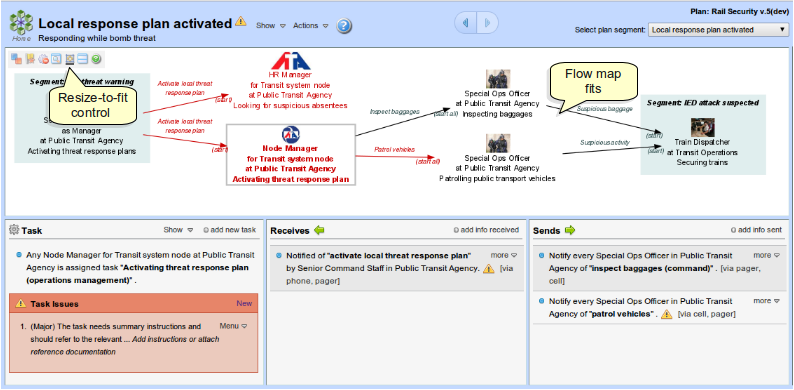 Plan: Rail Security v.5(dev)
Local response plan activated
Show
Actions
?
Select plan segment:
Local response plan activated
Home
Responding while bomb threat
Segment:
threat warning
Resize-to-fit
control
as Manager
at Public Transit Agency
Activating threat response plans
Activate local threat
response plan
(start)
Activate local threat
response plan
(start)
HR Manager
for Transit system node
at Public Transit Agency
Looking for suspicious absentees
Node Manager
for Transit system node
at Public Transit Agency
Activating threat response plan
Inspect baggages
(start all)
Patrol vehicles
(start all)
Special Ops Officer
at Public Transit Agency
Inspecting baggages
Special Ops Officer
at Public Transit Agency
Patrolling public transport vehicles
Flow map
fits
Suspicious baggage
(start)
Suspicious activity
(start)
Segment: IED attack suspected
Train Dispatcher
at Transit Operations
Securing trains
Task
Show
add new task
Any Node Manager for Transit system node at Public Transit
Agency is assigned task "Activating threat response plan
(operations management)" .
Task Issues
New
1. (Major) The task needs summary instructions and
should refer to the relevant ... Add instructions or attach
reference documentation
Menu
Receives
add info received
Notified of "activate local threat response plan"
by Senior Command Staff in Public Transit Agency. [via
phone, pager]
more
Sends
add info sent
Notify every Special Ops Officer in Public Transit
Agency of "inspect baggages (command)" . [via pager,
cell]
more
Notify every Special Ops Officer in Public Transit
Agency of "patrol vehicles" . [via cell, pager]
more